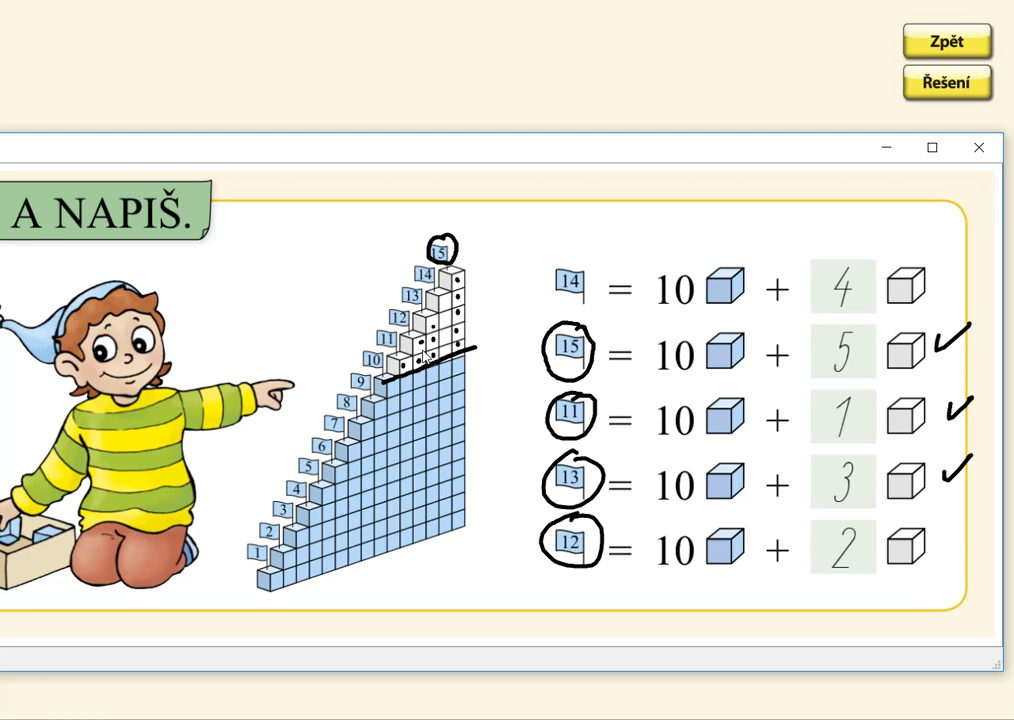 Zpět
Řešení
A NAPIŠ.
15
14
13
12
11
10
9
8
7
6
5
4
3
2
1
14 = 10 + 4
15 = 10 + 5
11 = 10 + 1
13 = 10 + 3
12 = 10 + 2